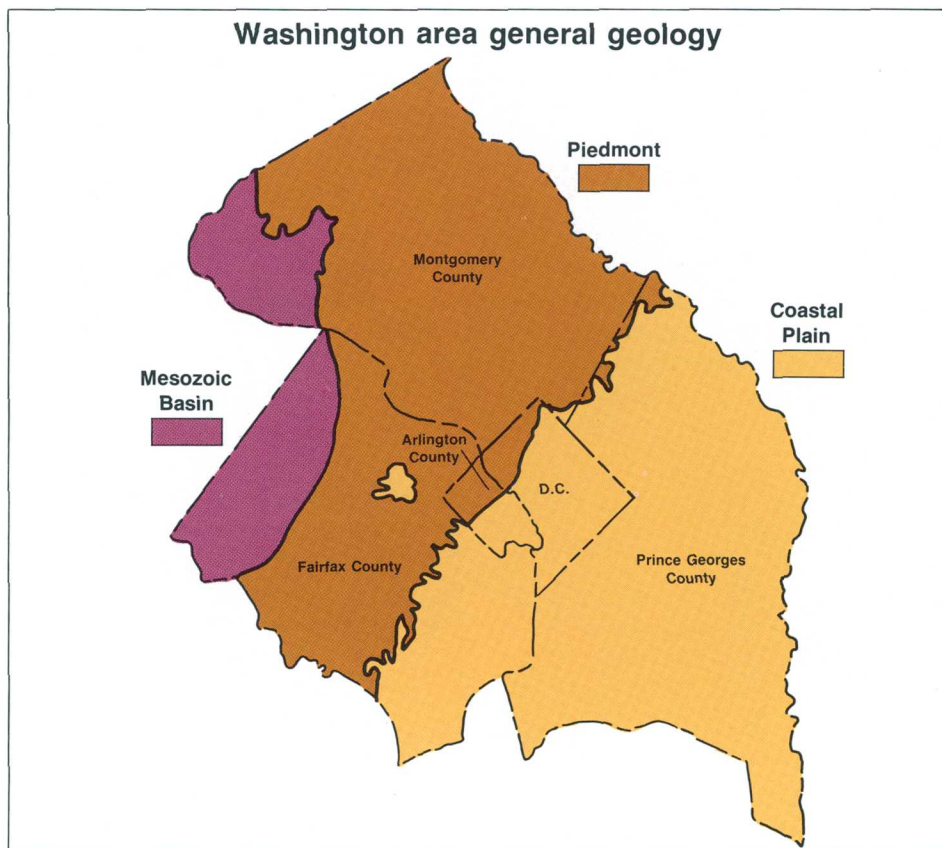 Washington area general geology
Piedmont
Montgomery
County
Coastal
Plain
Mesozoic
Basin
Arlington
County
D.C.
Fairfax County
Prince Georges
County